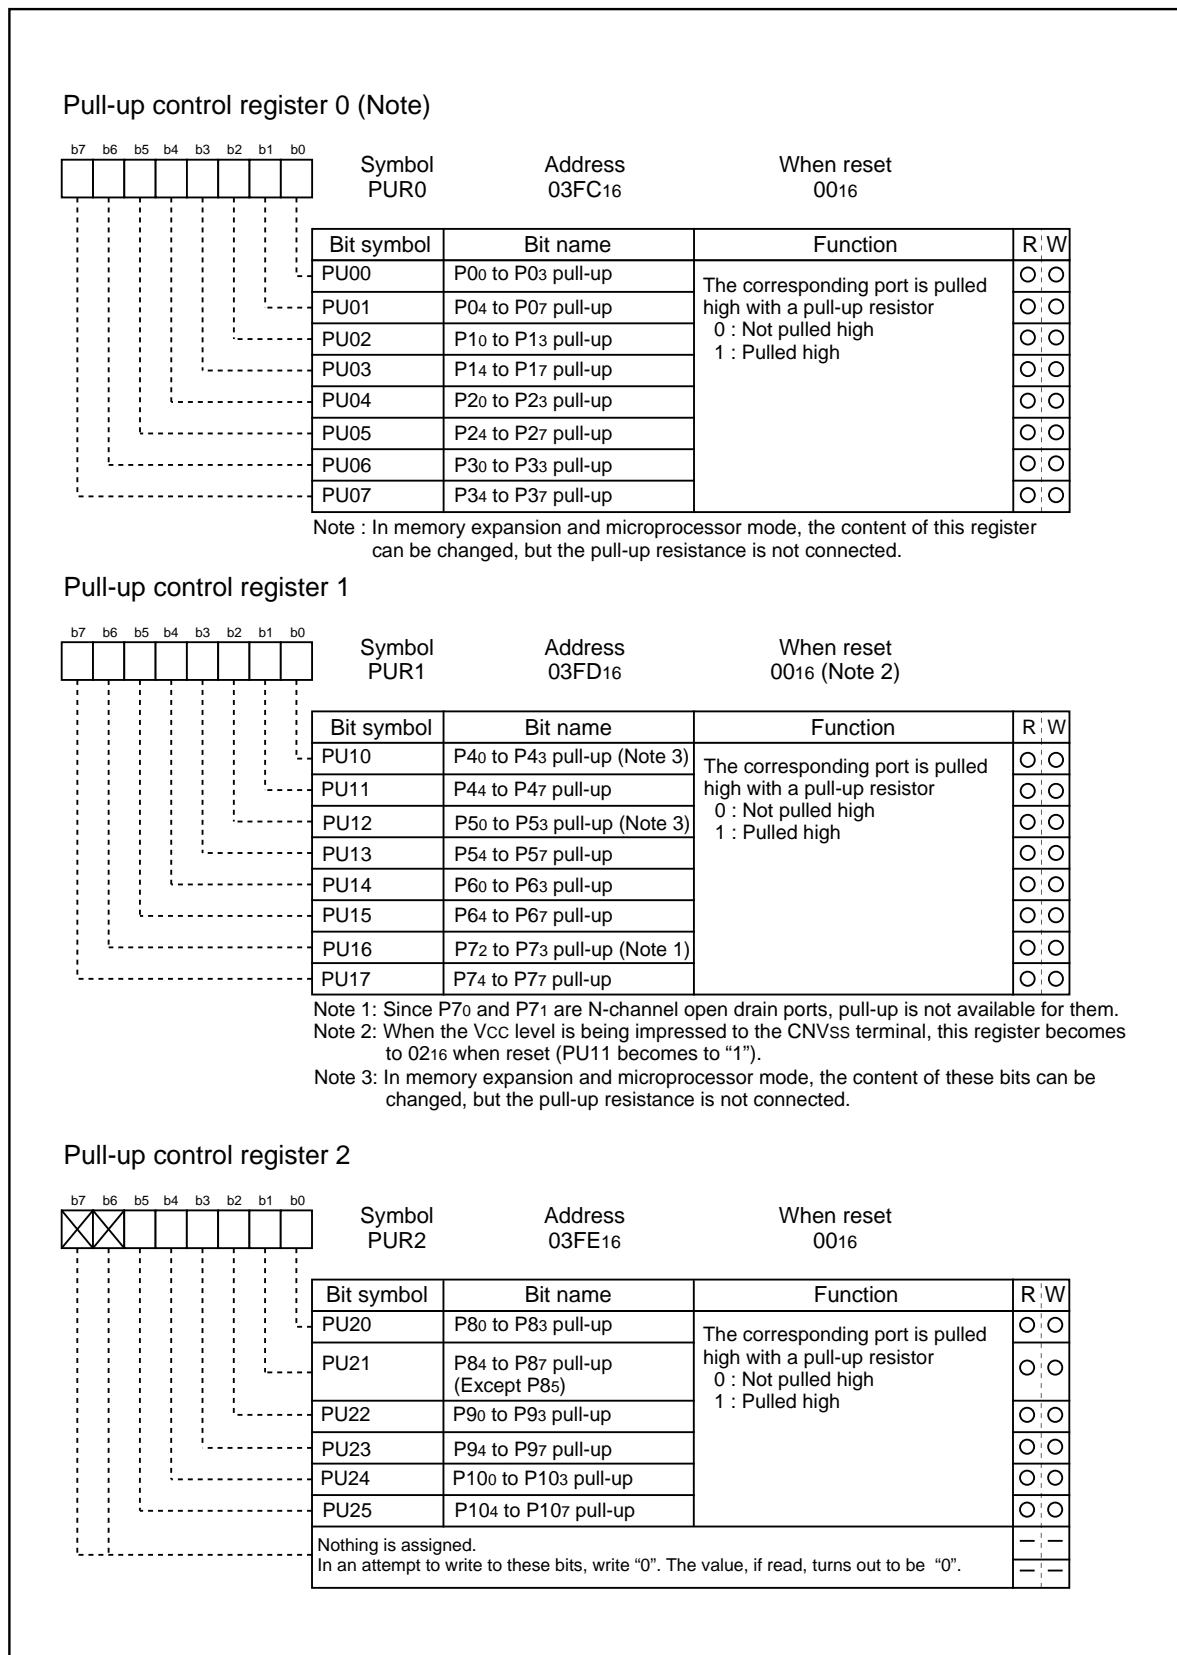 Pull-up control register 0 (Note)
b7 b6 b5 b4 b3 b2 b1 b0
Symbol Address When reset
PUR0 03FC16 0016
Bit symbol Bit name Function R W
PU00 P00 to P03 pull-up The corresponding port is pulled
PU01 P04 to P07 pull-up high with a pull-up resistor
PU02 P10 to P13 pull-up 0 : Not pulled high
PU03 P14 to P17 pull-up 1 : Pulled high
PU04 P20 to P23 pull-up
PU05 P24 to P27 pull-up
PU06 P30 to P33 pull-up
PU07 P34 to P37 pull-up
Note : In memory expansion and microprocessor mode, the content of this register
can be changed, but the pull-up resistance is not connected.
Pull-up control register 1
b7 b6 b5 b4 b3 b2 b1 b0
Symbol Address When reset
PUR1 03FD16 0016 (Note 2)
Bit symbol Bit name Function R W
PU10 P40 to P43 pull-up (Note 3) The corresponding port is pulled
PU11 P44 to P47 pull-up high with a pull-up resistor
PU12 P50 to P53 pull-up (Note 3) 0 : Not pulled high
PU13 P54 to P57 pull-up 1 : Pulled high
PU14 P60 to P63 pull-up
PU15 P64 to P67 pull-up
PU16 P72 to P73 pull-up (Note 1)
PU17 P74 to P77 pull-up
Note 1: Since P70 and P71 are N-channel open drain ports, pull-up is not available for them.
Note 2: When the VCC level is being impressed to the CNVSS terminal, this register becomes
to 0216 when reset (PU11 becomes to “1”).
Note 3: In memory expansion and microprocessor mode, the content of these bits can be
changed, but the pull-up resistance is not connected.
Pull-up control register 2
b7 b6 b5 b4 b3 b2 b1 b0
Symbol Address When reset
PUR2 03FE16 0016
Bit symbol Bit name Function R W
PU20 P80 to P83 pull-up The corresponding port is pulled
PU21 P84 to P87 pull-up high with a pull-up resistor
(Except P85) 0 : Not pulled high
PU22 P90 to P93 pull-up 1 : Pulled high
PU23 P94 to P97 pull-up
PU24 P100 to P103 pull-up
PU25 P104 to P107 pull-up
Nothing is assigned.
In an attempt to write to these bits, write “0”. The value, if read, turns out to be “0”.